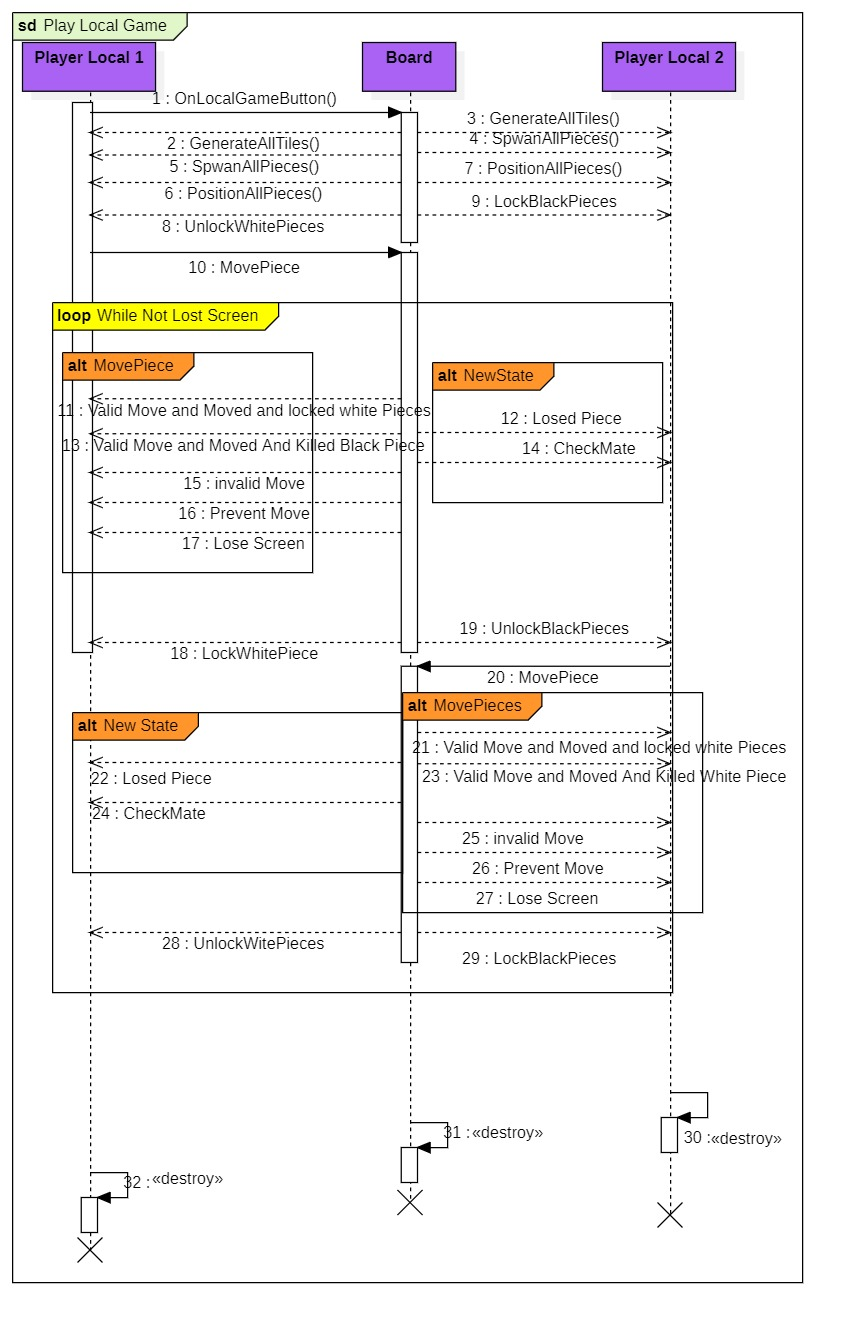 sd Play Local Game
Player Local 1
Board
Player Local 2
1 : OnLocalGameButton()
3 : GenerateAllTiles()
2 : GenerateAllTiles()
4 : SpwanAllPieces()
5 : SpwanAllPieces()
7 : PositionAllPieces()
6 : PositionAllPieces()
9 : LockBlackPieces
8 : UnlockWhitePieces
10 : MovePiece
loop While Not Lost Screen
alt MovePiece
alt NewState
11 : Valid Move and Moved and locked white Pieces
12 : Losed Piece
13 : Valid Move and Moved And Killed Black Piece
14 : CheckMate
15 : invalid Move
16 : Prevent Move
17 : Lose Screen
19 : UnlockBlackPieces
18 : LockWhitePiece
20 : MovePiece
alt MovePieces
alt New State
21 : Valid Move and Moved and locked white Pieces
22 : Losed Piece
23 : Valid Move and Moved And Killed White Piece
24 : CheckMate
25 : invalid Move
26 : Prevent Move
27 : Lose Screen
28 : UnlockWitePieces
29 : LockBlackPieces
31 : «destroy»
30 : «destroy»
32 : «destroy»